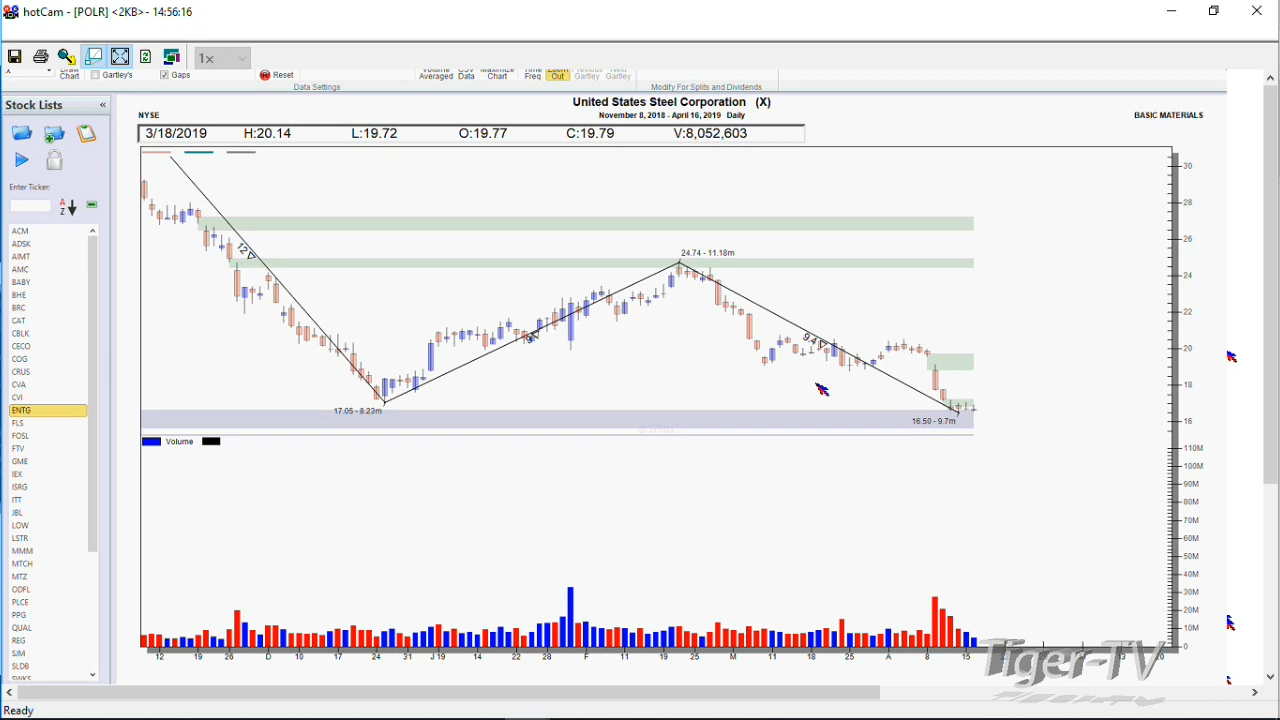 hotCam - [POLR] <2KB> - 14:56:16
1x
Chart
Gartley's
Gaps
Reset
Averaged
Data
Chart
Freq
Out
Gartley
Gartley
Data Settings
Modify For Splits and Dividends
Stock Lists
«
United States Steel Corporation (X)
NYSE
November 8, 2018 - April 16, 2019 Daily
BASIC MATERIALS
3/18/2019 H:20.14 L:19.72 O:19.77 C:19.79 V:8,052,603
Enter Ticker:
A
Z
ACM
ADSK
AIMT
AMC
BABY
BHE
BRC
CAT
CBLK
CECO
COG
CRUS
CVA
CVI
ENTG
FLS
FOSL
FTV
GME
IEX
ISRG
ITT
JBL
LOW
LSTR
MMM
MTCH
MTZ
ODFL
PLCE
PPG
QUAL
REG
SJM
SLDB
SWKS
30
28
26
24
22
20
18
16
12
24.74 - 11.18m
9.4
17.05 - 8.23m
16.50 - 9.7m
Volume
110M
100M
90M
80M
70M
60M
50M
40M
30M
20M
10M
0
12 19 26 D 10 17 24 31 J 19 14 22 28 F 11 19 25 M 11 18 25 A 8 15
Tiger-TV
Ready